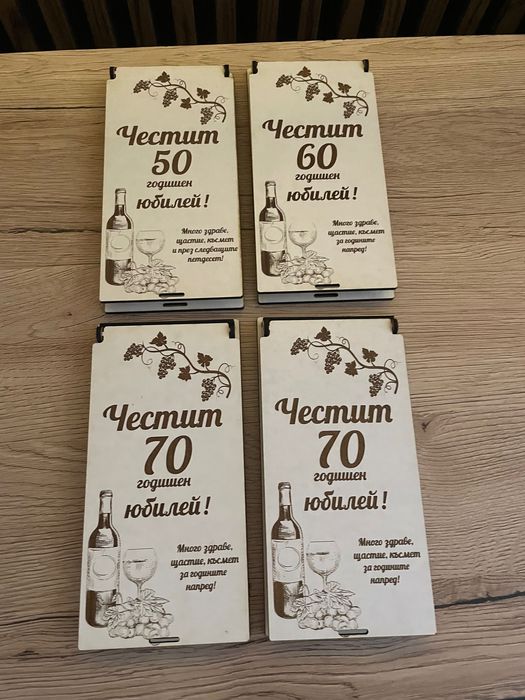 Честит
50
годишен
юбилей!
Много здраве,
щастие, късмет
и през следващите
петдесет!
Честит
60
годишен
юбилей!
Много здраве,
щастие, късмет
за годините
напред!
Честит
70
годишен
юбилей!
Много здраве,
щастие, късмет
за годините
напред!
Честит
70
годишен
юбилей!
Много здраве,
щастие, късмет
за годините
напред!